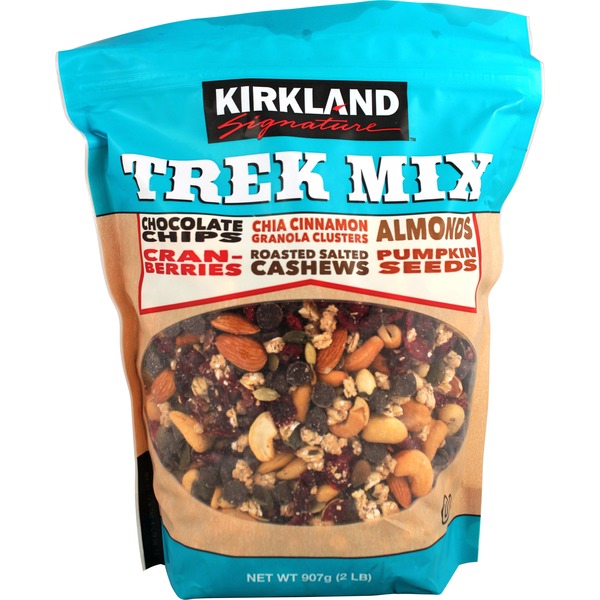 KIRKLAND
Signature™
TREK MIX
CHOCOLATE CHIPS
CHIA CINNAMON GRANOLA CLUSTERS
ALMONDS
CRAN-BERRIES
ROASTED SALTED CASHEWS
PUMPKIN SEEDS
NET WT 907g (2 LB)